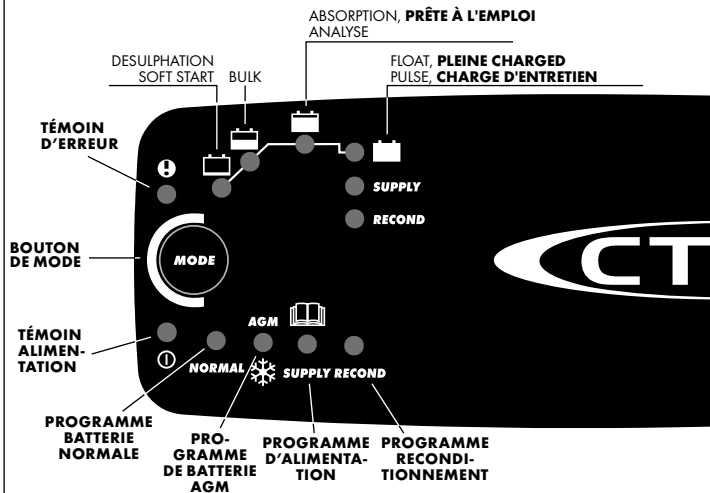 ABSORPTION, PRÊTE À L'EMPLOI
ANALYSE
DESULPHATION
SOFT START
BULK
FLOAT, PLEINE CHARGED
PULSE, CHARGE D'ENTRETIEN
TÉMOIN
D'ERREUR
SUPPLY
RECOND
BOUTON
DE MODE
MODE
CT
TÉMOIN
ALIMEN-
TATION
AGM
NORMAL
SUPPLY RECOND
PROGRAMME
BATTERIE
NORMALE
PRO-
GRAMME
DE BATTERIE
AGM
PROGRAMME
D'ALIMENTA-
TION
PROGRAMME
RECONDI-
TIONNEMENT